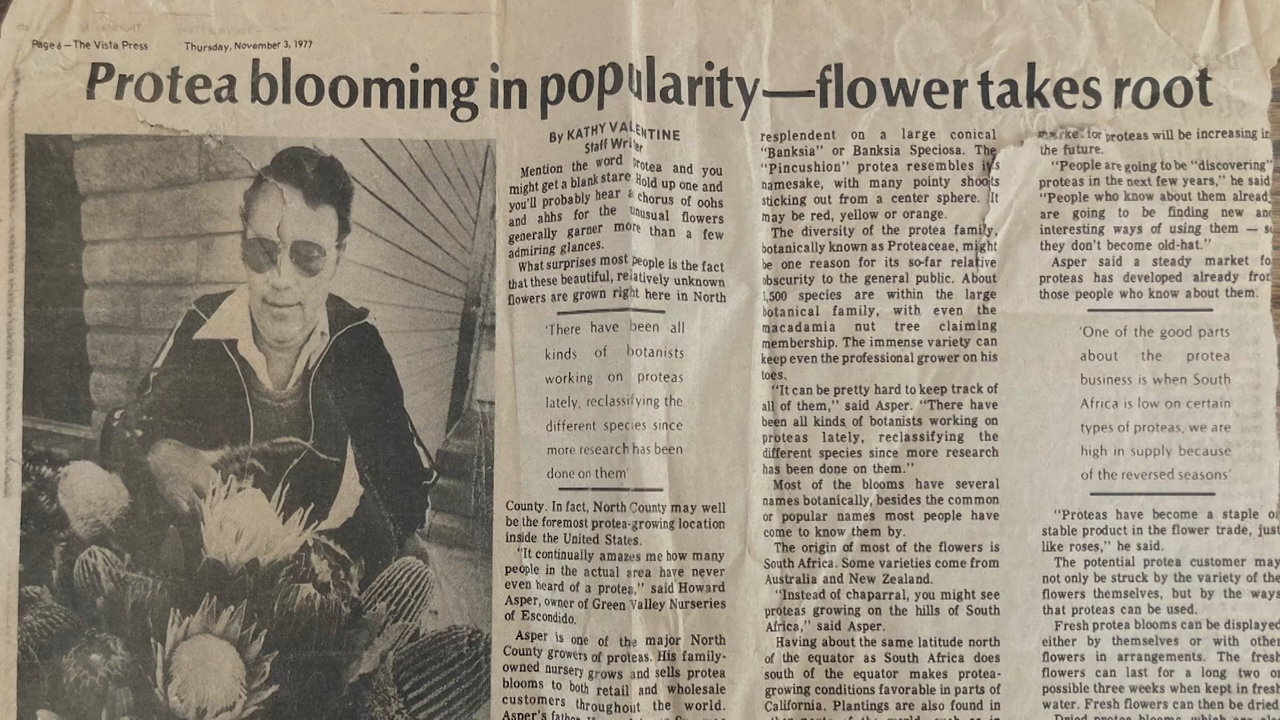 Page 6 — The Vista Press Thursday, November 3, 1977
Protea blooming in popularity—flower takes root
By KATHY VALENTINE
Staff Writer
Mention the word protea and you
might get a blank stare. Hold up one and
you'll probably hear a chorus of oohs
and ahhs for the unusual flowers
generally garner more than a few
admiring glances.
What surprises most people is the fact
that these beautiful, relatively unknown
flowers are grown right here in North
'There have been all
kinds of botanists
working on proteas
lately, reclassifying the
different species since
more research has been
done on them'
County. In fact, North County may well
be the foremost protea-growing location
inside the United States.
"It continually amazes me how many
people in the actual area have never
even heard of a protea," said Howard
Asper, owner of Green Valley Nurseries
of Escondido.
Asper is one of the major North
County growers of proteas. His family-
owned nursery grows and sells protea
blooms to both retail and wholesale
customers throughout the world.
Asper's father
resplendent on a large conical
"Banksia" or Banksia Speciosa. The
"Pincushion" protea resembles its
namesake, with many pointy shoots
sticking out from a center sphere. It
may be red, yellow or orange.
The diversity of the protea family,
botanically known as Proteaceae, might
be one reason for its so-far relative
obscurity to the general public. About
1,500 species are within the large
botanical family, with even the
macadamia nut tree claiming
membership. The immense variety can
keep even the professional grower on his
toes.
"It can be pretty hard to keep track of
all of them," said Asper. "There have
been all kinds of botanists working on
proteas lately, reclassifying the
different species since more research
has been done on them."
Most of the blooms have several
names botanically, besides the common
or popular names most people have
come to know them by.
The origin of most of the flowers is
South Africa. Some varieties come from
Australia and New Zealand.
"Instead of chaparral, you might see
proteas growing on the hills of South
Africa," said Asper.
Having about the same latitude north
of the equator as South Africa does
south of the equator makes protea-
growing conditions favorable in parts of
California. Plantings are also found in
market for proteas will be increasing in
the future.
"People are going to be "discovering"
proteas in the next few years," he said
"People who know about them alread
are going to be finding new an
interesting ways of using them — s
they don't become old-hat."
Asper said a steady market fo
proteas has developed already from
those people who know about them.
'One of the good parts
about the protea
business is when South
Africa is low on certain
types of proteas, we are
high in supply because
of the reversed seasons'
"Proteas have become a staple or
stable product in the flower trade, just
like roses," he said.
The potential protea customer may
not only be struck by the variety of the
flowers themselves, but by the ways
that proteas can be used.
Fresh protea blooms can be displayed
either by themselves or with other
flowers in arrangements. The fresh
flowers can last for a long two or
possible three weeks when kept in fresh
water. Fresh flowers can then be dried.
Dried protea blooms